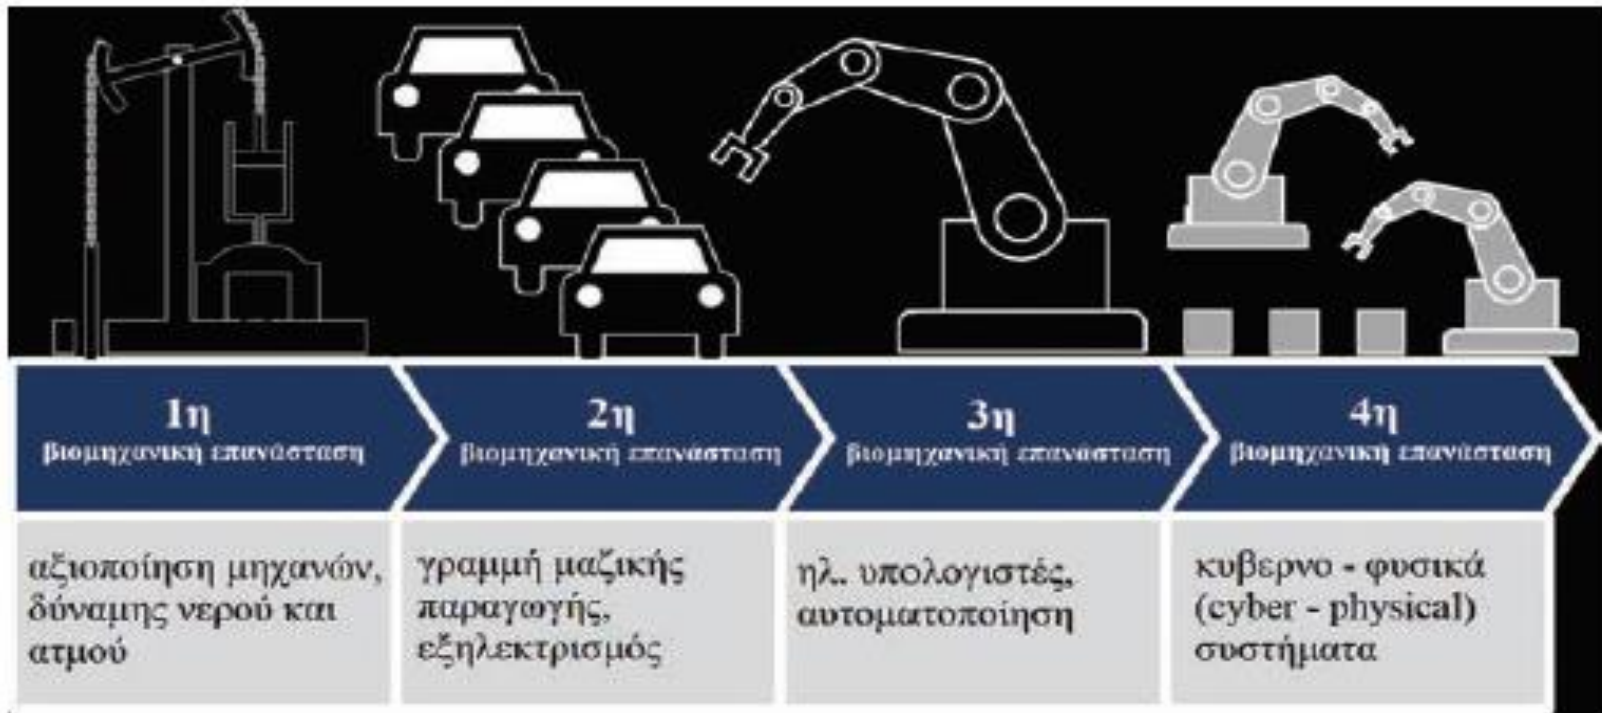 1η
βιομηχανική επανάσταση
2η
βιομηχανική επανάσταση
3η
βιομηχανική επανάσταση
4η
βιομηχανική επανάσταση
αξιοποίηση μηχανών,
δύναμης νερού και
ατμού
γραμμή μαζικής
παραγωγής,
εξηλεκτρισμός
ηλ. υπολογιστές,
αυτοματοποίηση
κυβερνο - φυσικά
(cyber - physical)
συστήματα